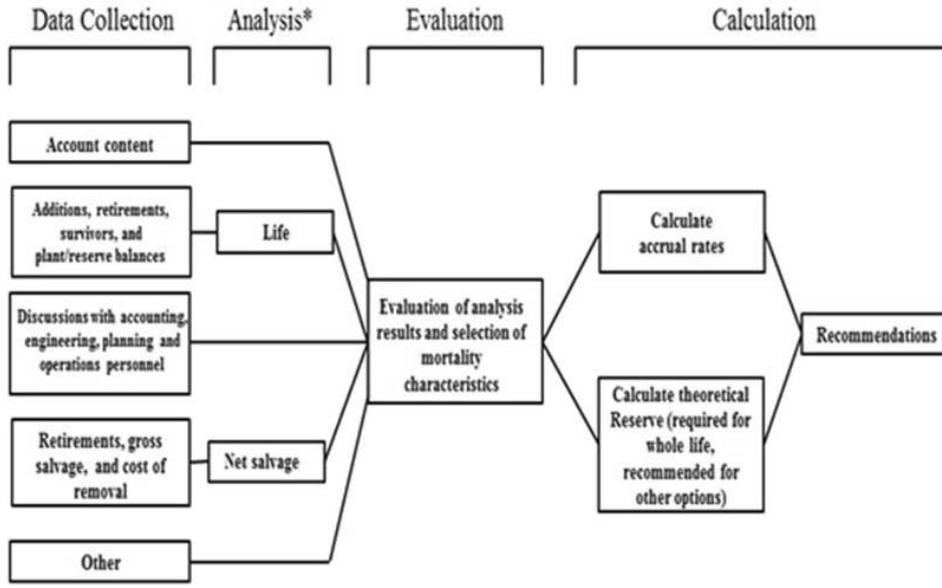 Data Collection
Analysis*
Evaluation
Calculation
Account content
Additions, retirements,
survivors, and
plant/reserve balances
Life
Discussions with accounting,
engineering, planning and
operations personnel
Retirements, gross
salvage, and cost of
removal
Net salvage
Other
Evaluation of analysis
results and selection of
mortality
characteristics
Calculate
accrual rates
Calculate theoretical
Reserve (required for
whole life,
recommended for
other options)
Recommendations